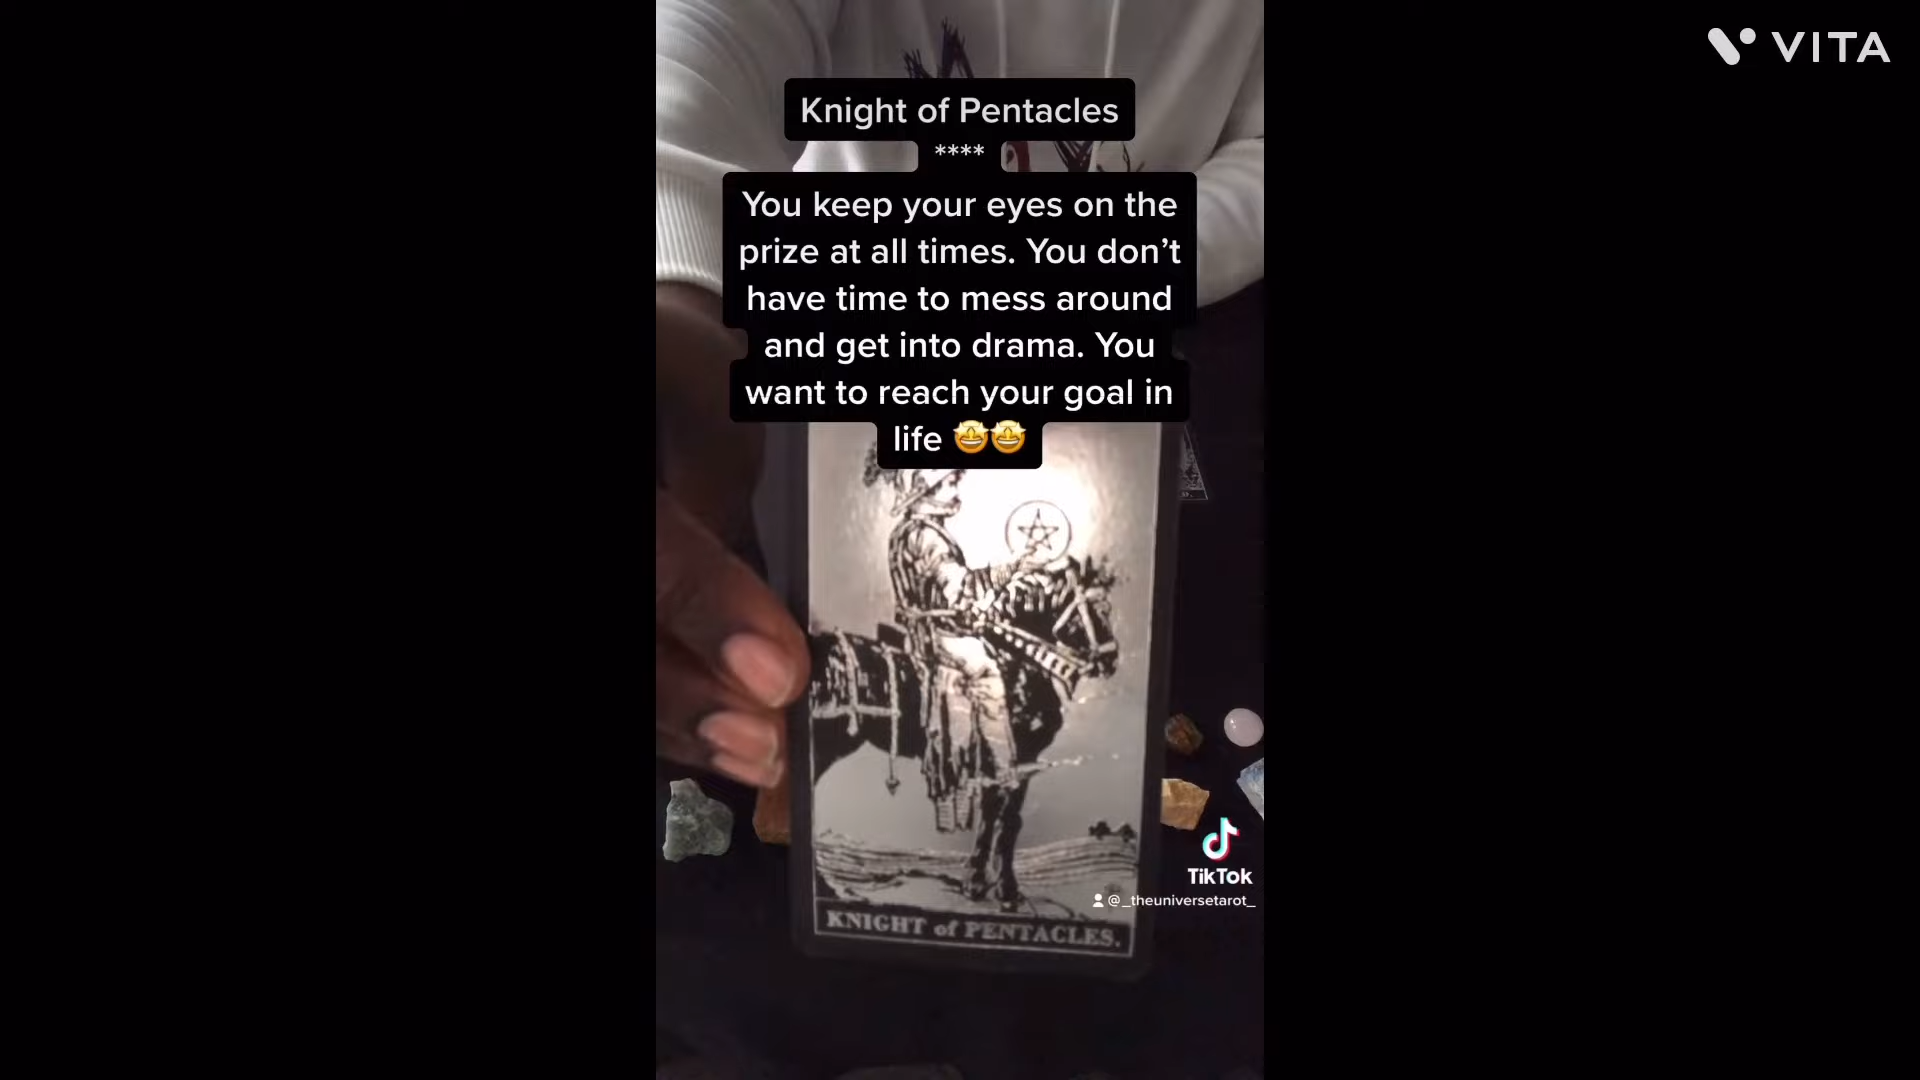 VITA
Knight of Pentacles
****
You keep your eyes on the
prize at all times. You don’t
have time to mess around
and get into drama. You
want to reach your goal in
life 🤩🤩
KNIGHT of PENTACLES.
TikTok
@_theuniversetarot_